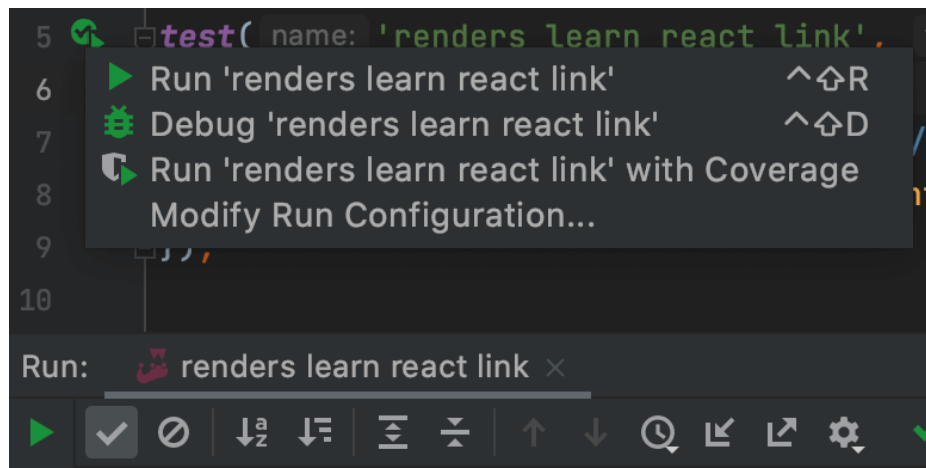 5 test( name: 'renders learn react link',
6 Run 'renders learn react link' ^⇧R
7 Debug 'renders learn react link' ^⇧D /
8 Run 'renders learn react link' with Coverage
Modify Run Configuration...
9 });
10
Run: renders learn react link ×